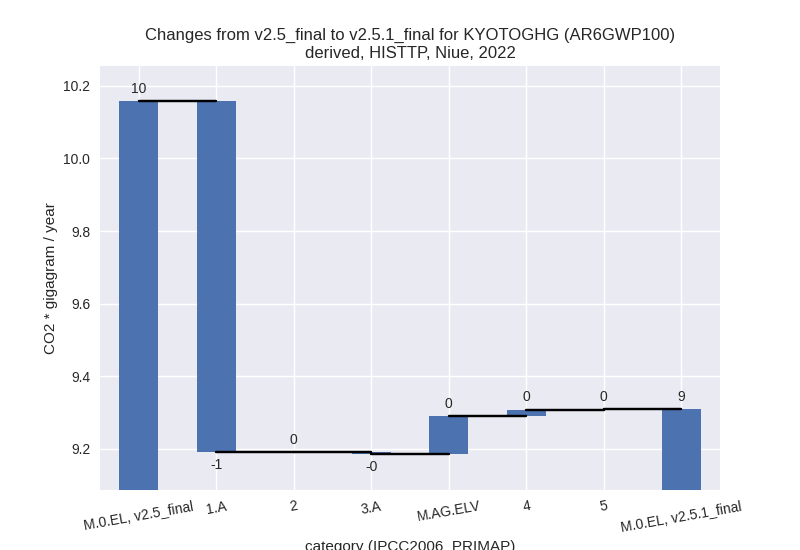 Changes from v2.5_final to v2.5.1_final for KYOTOGHG (AR6GWP100)
derived, HISTTP, Niue, 2022
CO2 * gigagram / year
10.2
10.0
9.8
9.6
9.4
9.2
10
-1
0
-0
0
0
0
9
M.0.EL, v2.5_final
1.A
2
3.A
M.AG.ELV
4
5
M.0.EL, v2.5.1_final
category (IPCC2006_PRIMAP)